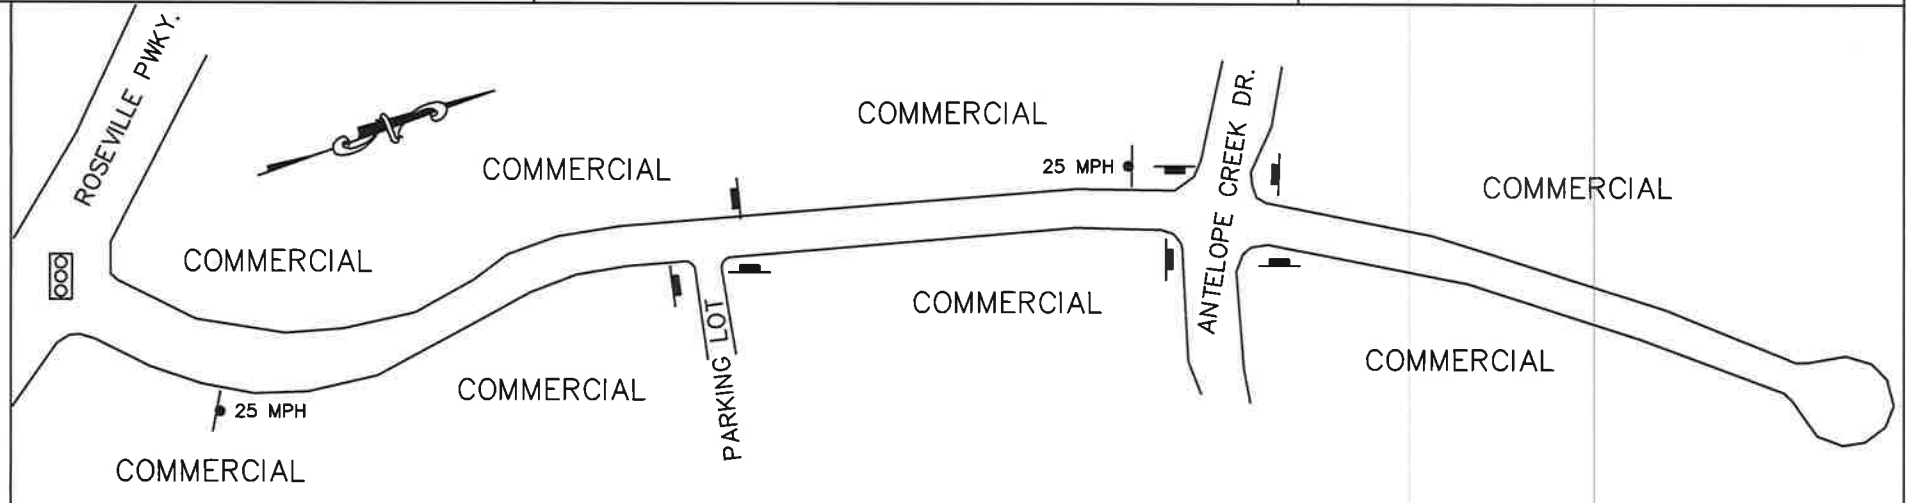 ROSEVILLE PWKY.
COMMERCIAL
COMMERCIAL
25 MPH
ANTELOPE CREEK DR.
COMMERCIAL
COMMERCIAL
COMMERCIAL
COMMERCIAL
COMMERCIAL
PARKING LOT
25 MPH
COMMERCIAL